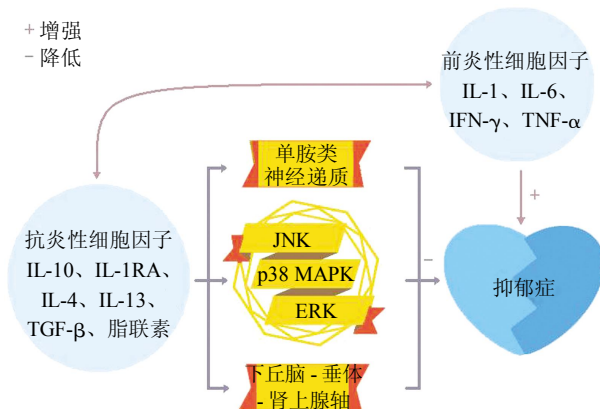 + 增强
- 降低
前炎性细胞因子
IL-1、IL-6、
IFN-γ、TNF-α
单胺类
神经递质
+
抗炎性细胞因子
IL-10、IL-1RA、
IL-4、IL-13、
TGF-β、脂联素
JNK
p38 MAPK
ERK
-
抑郁症
下丘脑 - 垂体
- 肾上腺轴